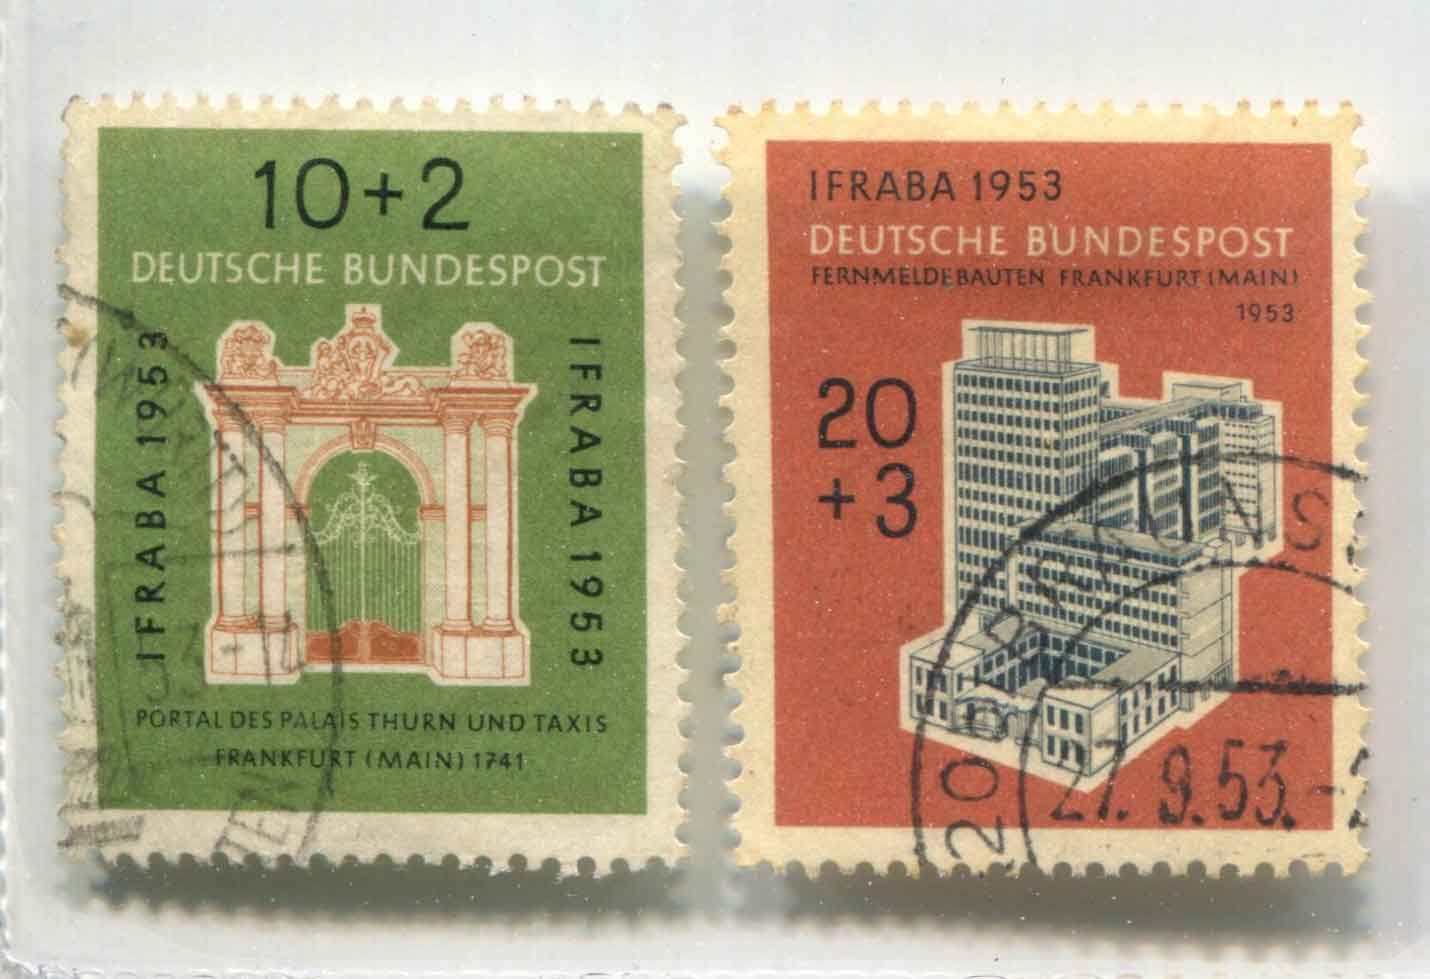 10+2
DEUTSCHE BUNDESPOST
IFRABA 1953
IFRABA 1953
PORTAL DES PALAIS THURN UND TAXIS
FRANKFURT (MAIN) 1741
IFRABA 1953
DEUTSCHE BUNDESPOST
FERNMELDEBAUTEN FRANKFURT (MAIN)
1953
20
+3
27.9.53.-